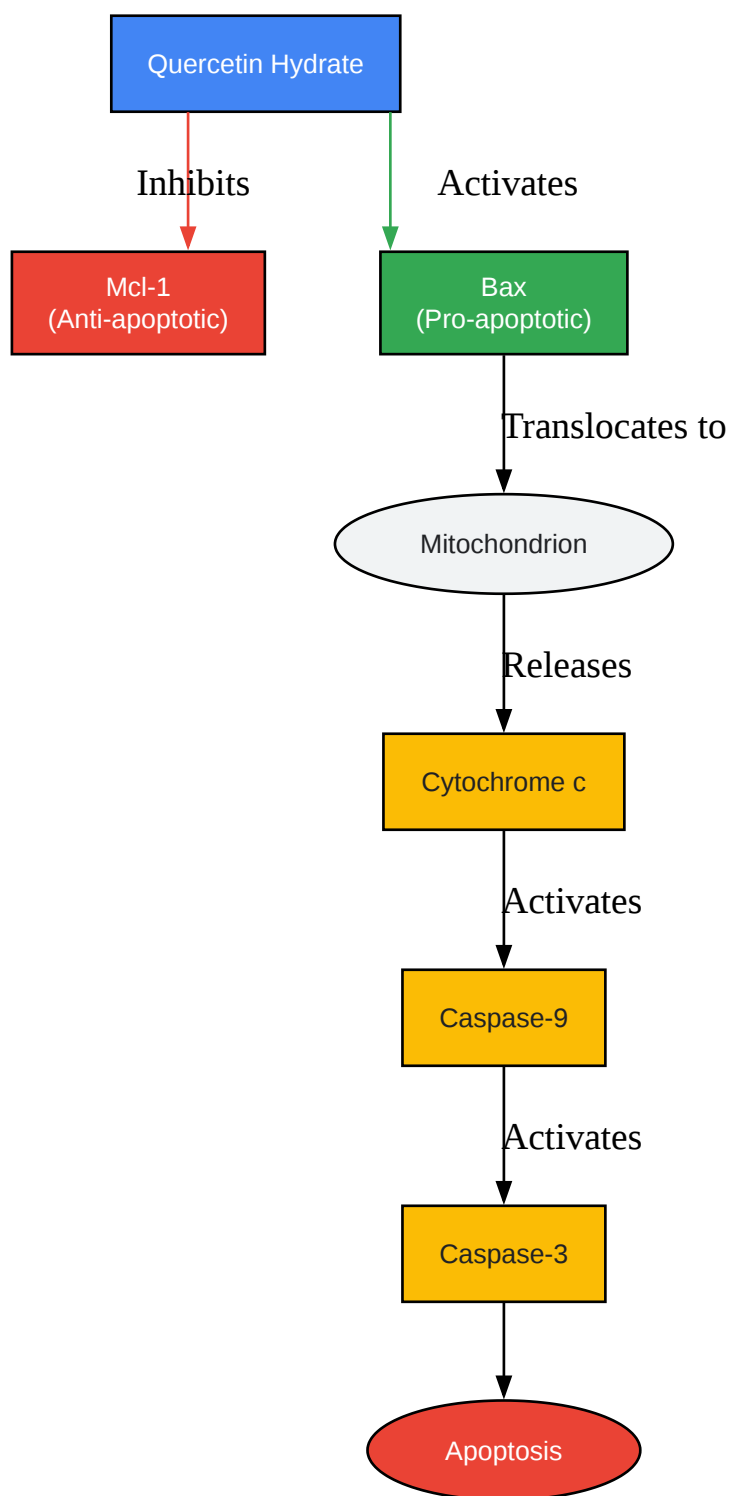 Quercetin Hydrate
Inhibits
Activates
Mcl-1
(Anti-apoptotic)
Bax
(Pro-apoptotic)
Translocates to
Mitochondrion
Releases
Cytochrome c
Activates
Caspase-9
Activates
Caspase-3
Apoptosis